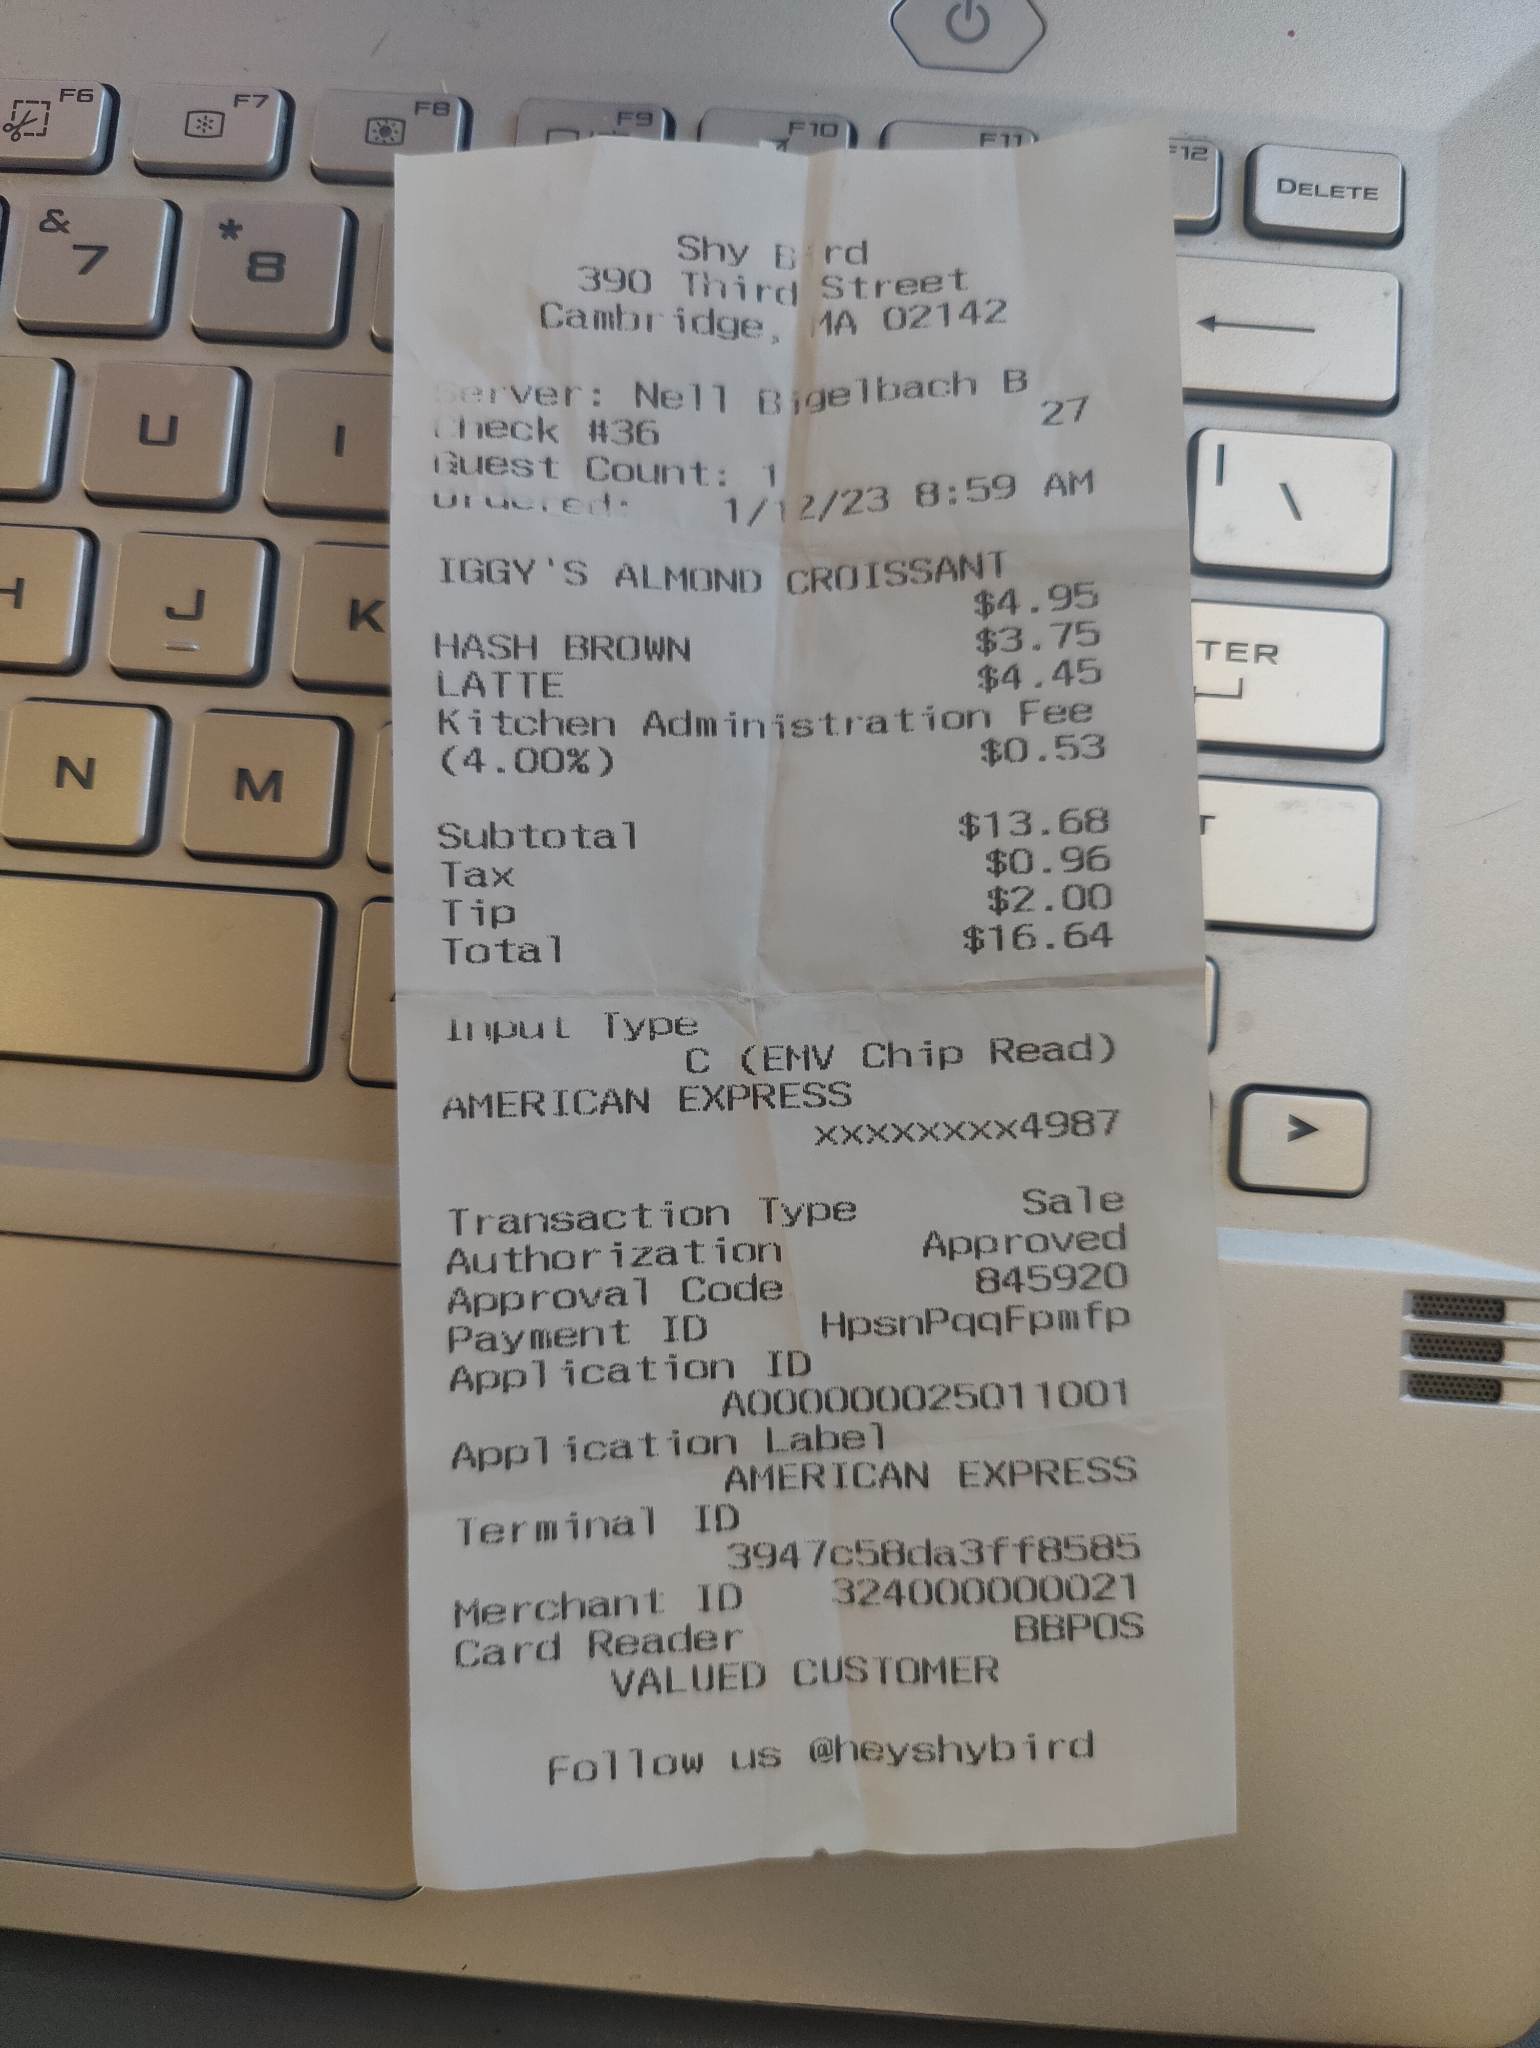 F6
F7
F8
F9
F10
F11
F12
DELETE
&
7
*
8
U
I
J
K
N
M
|
\
TER
>
Shy Bird
390 Third Street
Cambridge, MA 02142
Server: Nell Bigelbach B
27
Check #36
Guest Count: 1
Ordered: 1/12/23 8:59 AM
IGGY'S ALMOND CROISSANT
$4.95
HASH BROWN $3.75
LATTE $4.45
Kitchen Administration Fee
(4.00%) $0.53
Subtotal $13.68
Tax $0.96
Tip $2.00
Total $16.64
Input Type
C (EMV Chip Read)
AMERICAN EXPRESS
xxxxxxxx4987
Transaction Type Sale
Authorization Approved
Approval Code 845920
Payment ID HpsnPqqFpmfp
Application ID
A000000025011001
Application Label
AMERICAN EXPRESS
Terminal ID
3947c58da3ff8585
Merchant ID 324000000021
Card Reader BBPOS
VALUED CUSTOMER
Follow us @heyshybird